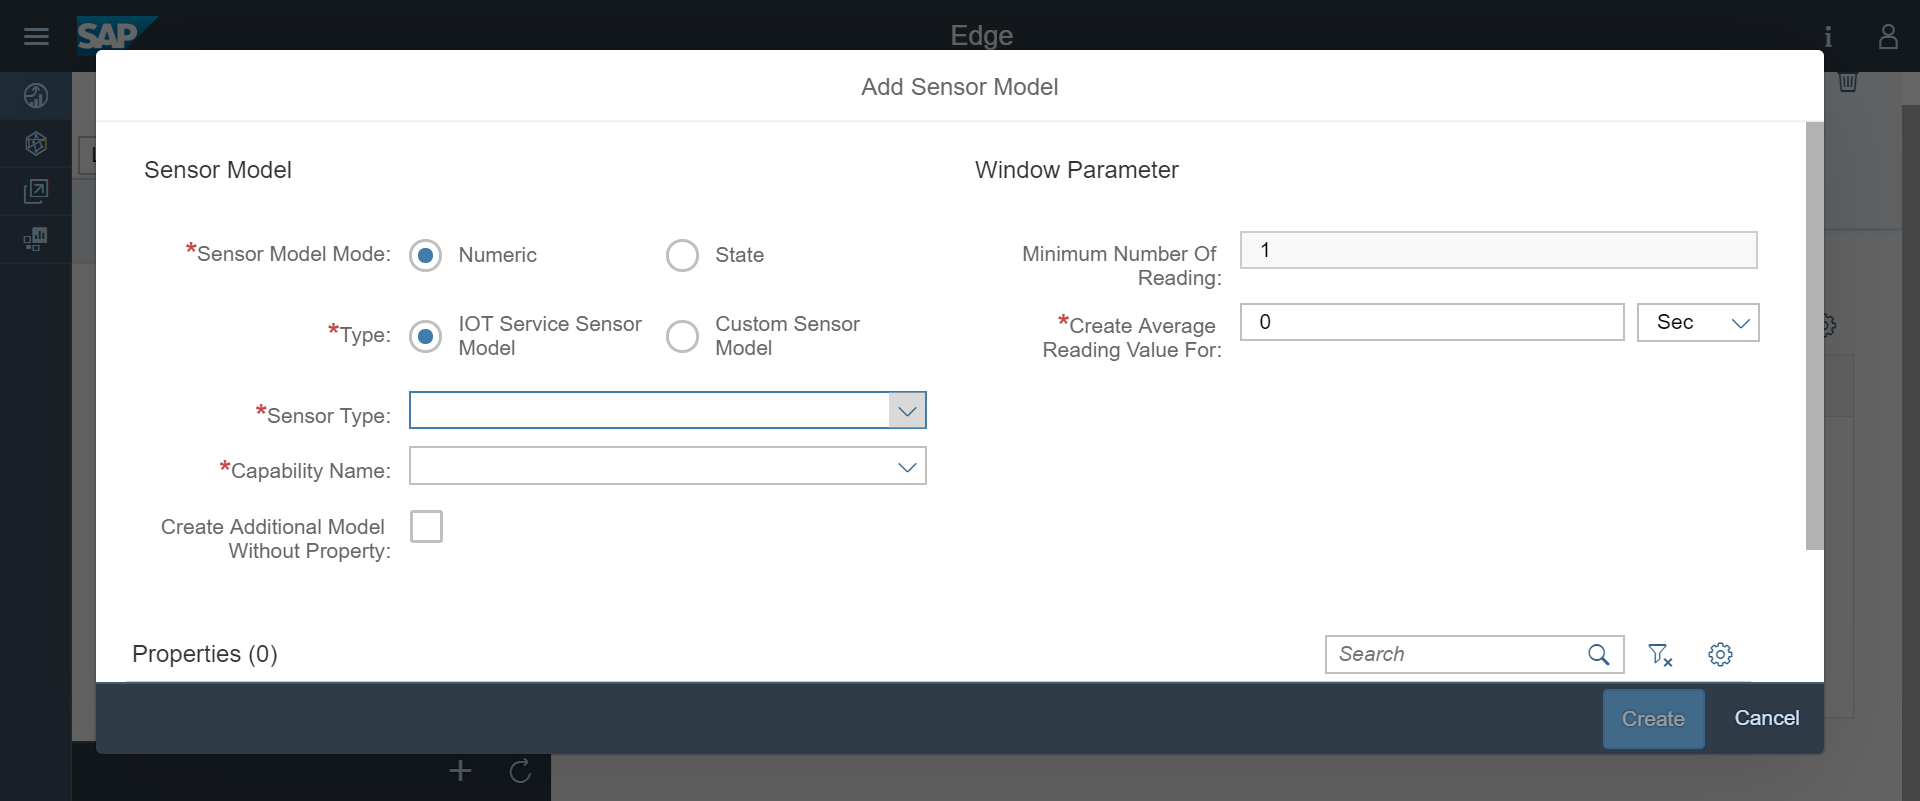 SAP
Edge
i
Add Sensor Model
Sensor Model
Window Parameter
*Sensor Model Mode:
Numeric
State
Minimum Number Of
Reading:
1
*Type:
IOT Service Sensor
Model
Custom Sensor
Model
*Create Average
Reading Value For:
0
Sec
*Sensor Type:
*Capability Name:
Create Additional Model
Without Property:
Properties (0)
Search
Create
Cancel